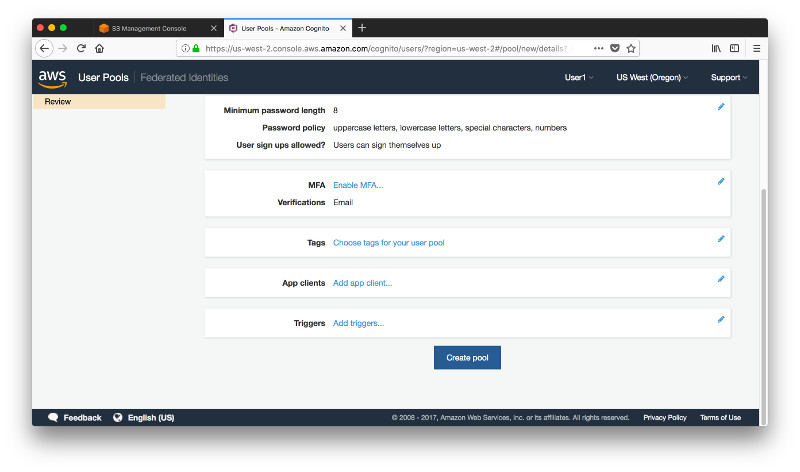 S3 Management Console
User Pools - Amazon Cognito
https://us-west-2.console.aws.amazon.com/cognito/users/?region=us-west-2#/pool/new/details?
aws
User Pools
Federated Identities
User1
US West (Oregon)
Support
Review
Minimum password length 8
Password policy uppercase letters, lowercase letters, special characters, numbers
User sign ups allowed? Users can sign themselves up
MFA Enable MFA...
Verifications Email
Tags Choose tags for your user pool
App clients Add app client...
Triggers Add triggers...
Create pool
Feedback
English (US)
© 2008 - 2017, Amazon Web Services, Inc. or its affiliates. All rights reserved.
Privacy Policy
Terms of Use